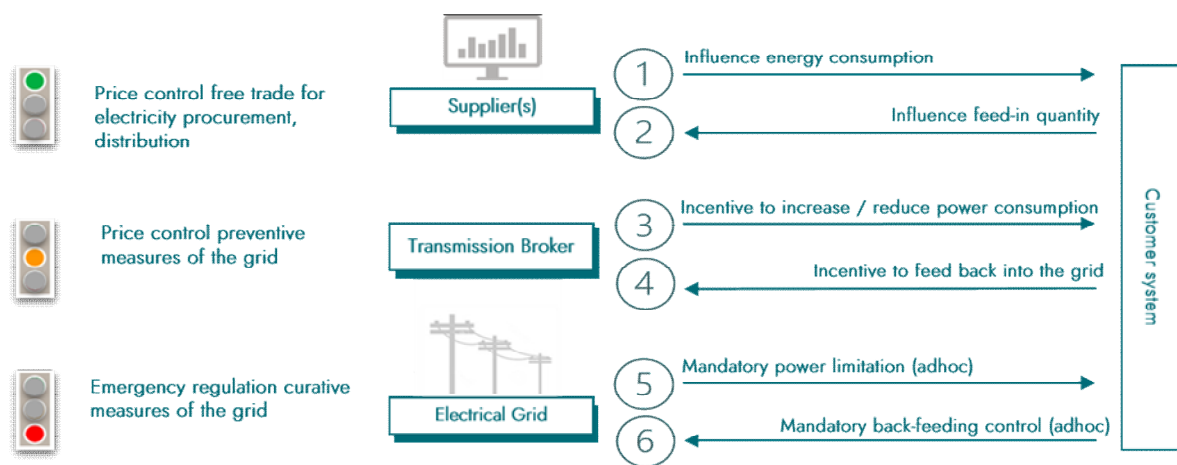 Price control free trade for
electricity procurement,
distribution
Supplier(s)
1
Influence energy consumption
2
Influence feed-in quantity
Price control preventive
measures of the grid
Transmission Broker
3
Incentive to increase / reduce power consumption
4
Incentive to feed back into the grid
Emergency regulation curative
measures of the grid
Electrical Grid
5
Mandatory power limitation (adhoc)
6
Mandatory back-feeding control (adhoc)
Customer system